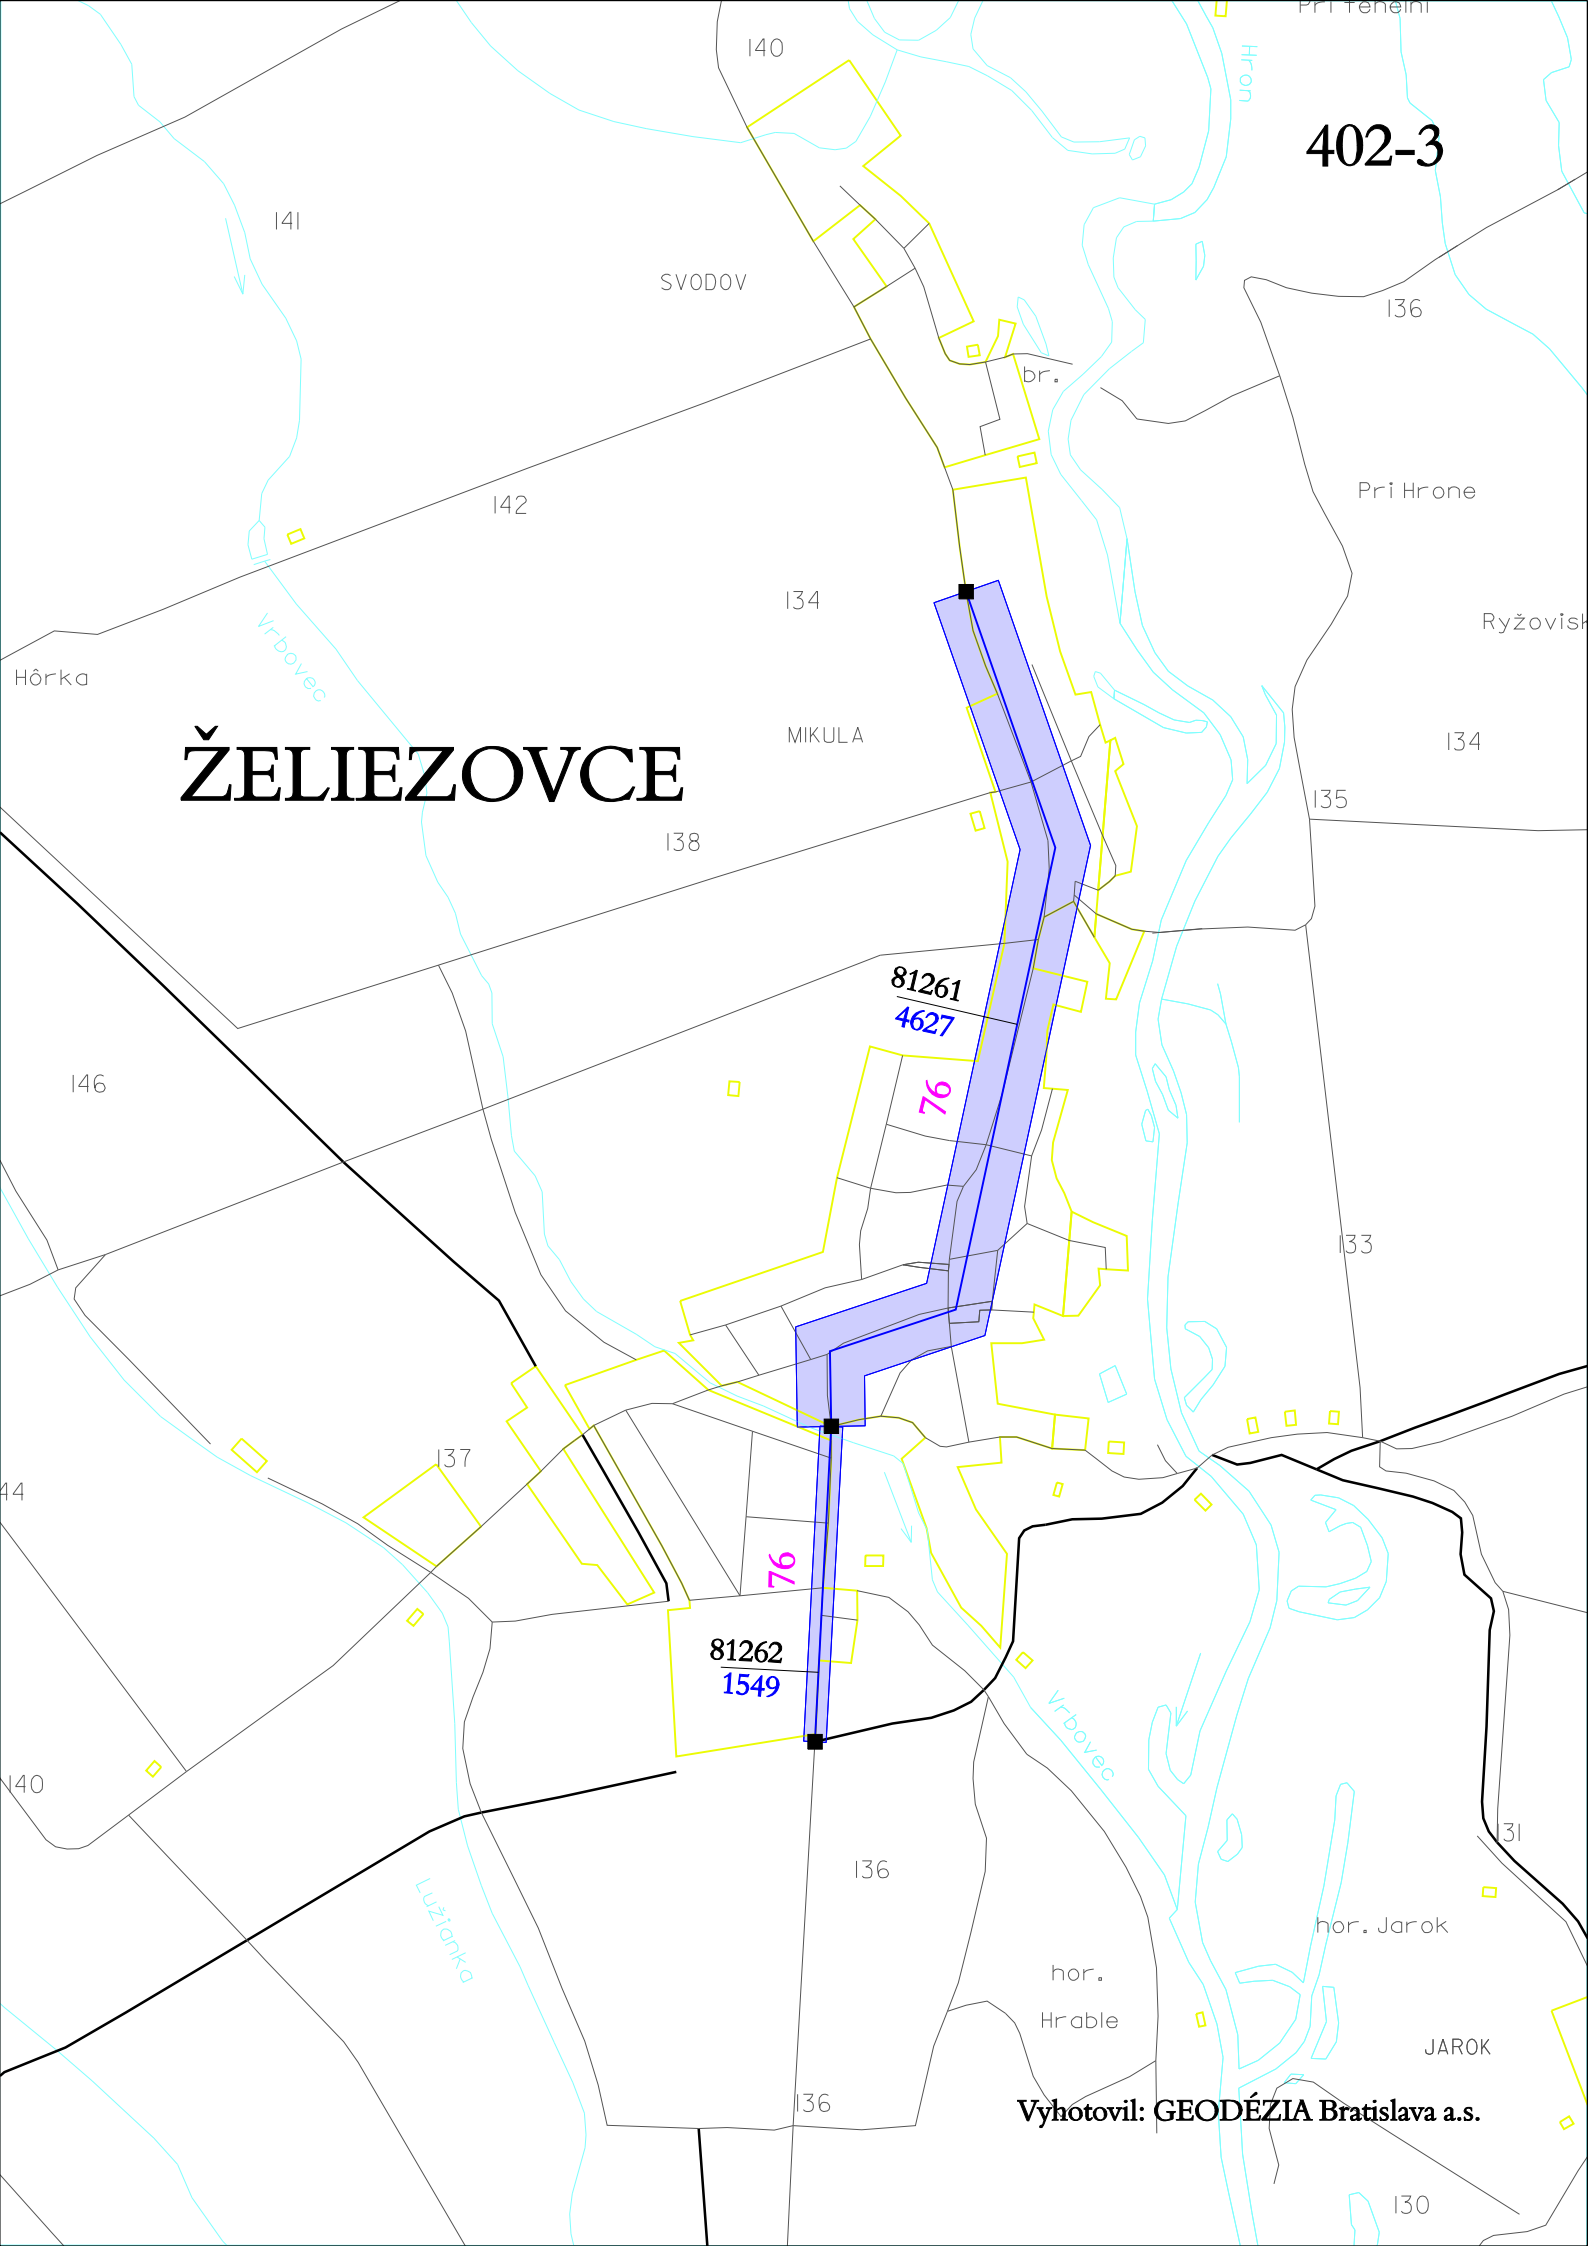 Pri Tehelni
140
Hron
402-3
141
SVODOV
136
br.
142
Pri Hrone
134
Ryžovisk
Vrbovec
Hôrka
MIKULA
134
ŽELIEZOVCE
135
138
81261
4627
146
76
133
137
44
76
81262
1549
Vrbovec
140
131
136
hor. Jarok
Lužianka
hor.
Hrable
JAROK
136
Vyhotovil: GEODÉZIA Bratislava a.s.
130